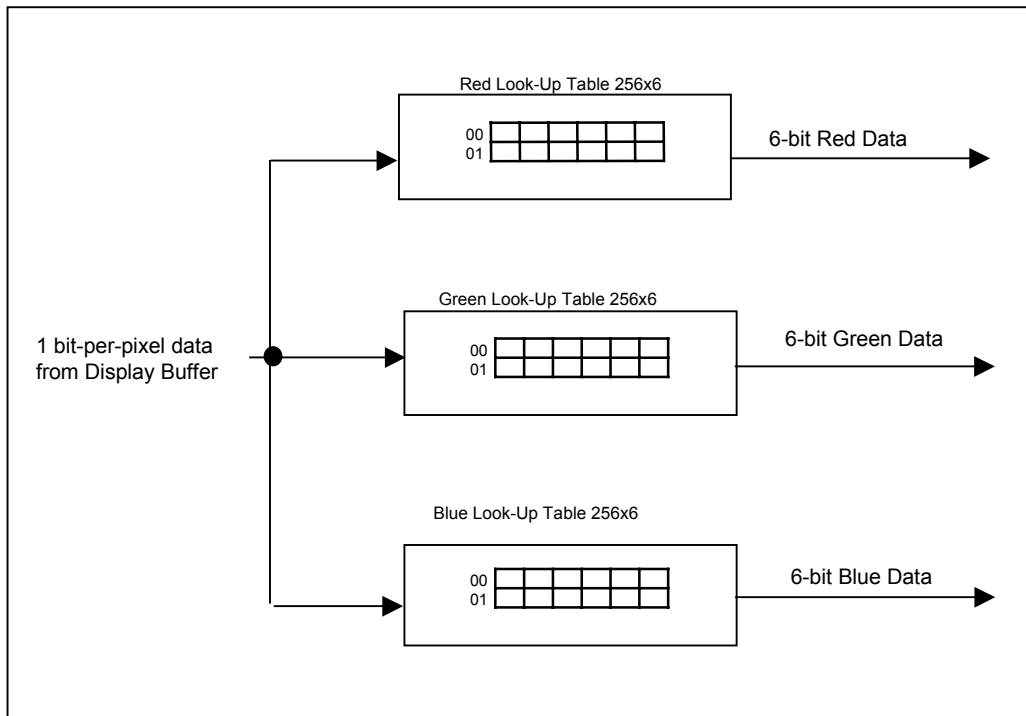 Red Look-Up Table 256x6
00
01
6-bit Red Data
Green Look-Up Table 256x6
00
01
6-bit Green Data
1 bit-per-pixel data
from Display Buffer
Blue Look-Up Table 256x6
00
01
6-bit Blue Data